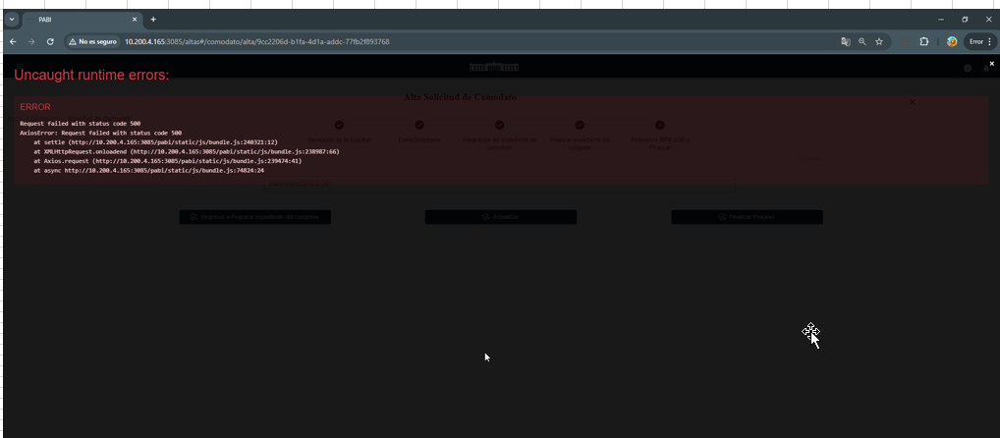 PABI
No es seguro
10.200.4.165:3085/altas#/comodato/alta/9cc2206d-b1fa-4d1a-addc-77fb2f893768
Error
Uncaught runtime errors:
Alta Solicitud de Comodato
ERROR
Request failed with status code 500
AxiosError: Request failed with status code 500
at settle (http://10.200.4.165:3085/pabi/static/js/bundle.js:240321:12)
at XMLHttpRequest.onloadend (http://10.200.4.165:3085/pabi/static/js/bundle.js:238987:66)
at Axios.request (http://10.200.4.165:3085/pabi/static/js/bundle.js:239474:41)
at async http://10.200.4.165:3085/pabi/static/js/bundle.js:74824:24
Regresar a Preparar expediente del congreso
Actualizar
Finalizar Proceso